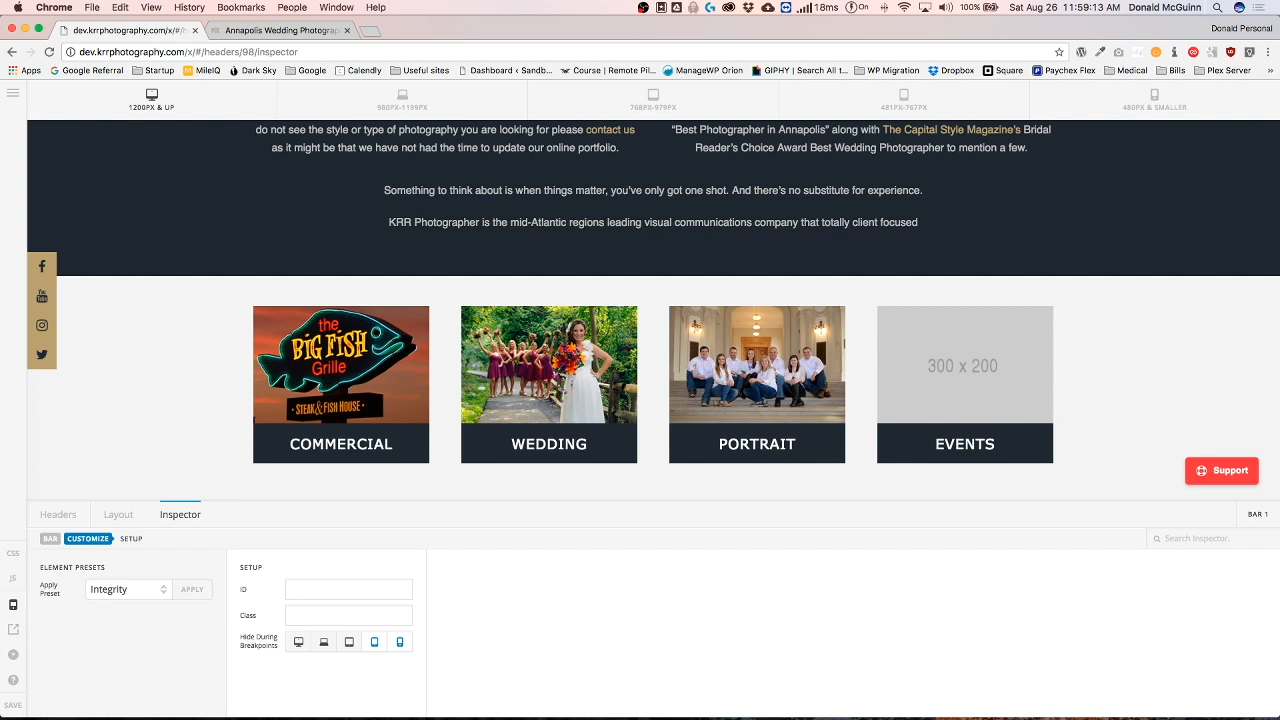 Chrome File Edit View History Bookmarks People Window Help 18ms On 100% Sat Aug 26 11:59:13 AM Donald McGuinn
dev.krrphotography.com/x/#/h × Annapolis Wedding Photograp × Donald Personal
dev.krrphotography.com/x/#/headers/98/inspector
Apps Google Referral Startup MileIQ Dark Sky Google Calendly Useful sites Dashboard ‹ Sandb... Course | Remote Pil... ManageWP Orion GIPHY | Search All t... WP Migration Dropbox Square Paychex Flex Medical Bills Plex Server »
1200PX & UP 980PX-1199PX 768PX-979PX 481PX-767PX 480PX & SMALLER
do not see the style or type of photography you are looking for please contact us
as it might be that we have not had the time to update our online portfolio.
"Best Photographer in Annapolis" along with The Capital Style Magazine's Bridal
Reader's Choice Award Best Wedding Photographer to mention a few.
Something to think about is when things matter, you've only got one shot. And there's no substitute for experience.
KRR Photographer is the mid-Atlantic regions leading visual communications company that totally client focused
You
Tube
the
BIG FISH
Grille
STEAK & FISH HOUSE
300 x 200
COMMERCIAL WEDDING PORTRAIT EVENTS
Support
Headers Layout Inspector BAR 1
BAR CUSTOMIZE SETUP Search Inspector.
CSS
JS
SAVE
ELEMENT PRESETS
Apply
Preset
Integrity APPLY
SETUP
ID
Class
Hide During
Breakpoints